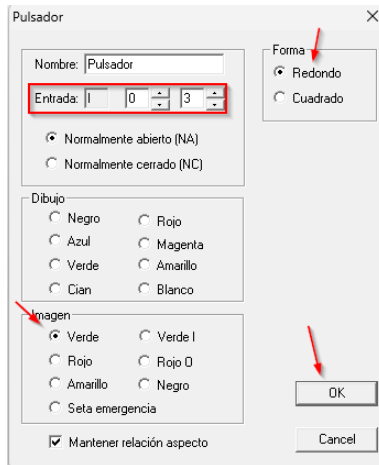 Pulsador
Nombre: Pulsador
Entrada: I 0 3
Normalmente abierto (NA)
Normalmente cerrado (NC)
Forma
Redondo
Cuadrado
Dibujo
Negro Rojo
Azul Magenta
Verde Amarillo
Cian Blanco
Imagen
Verde Verde I
Rojo Rojo O
Amarillo Negro
Seta emergencia
Mantener relación aspecto
OK
Cancel